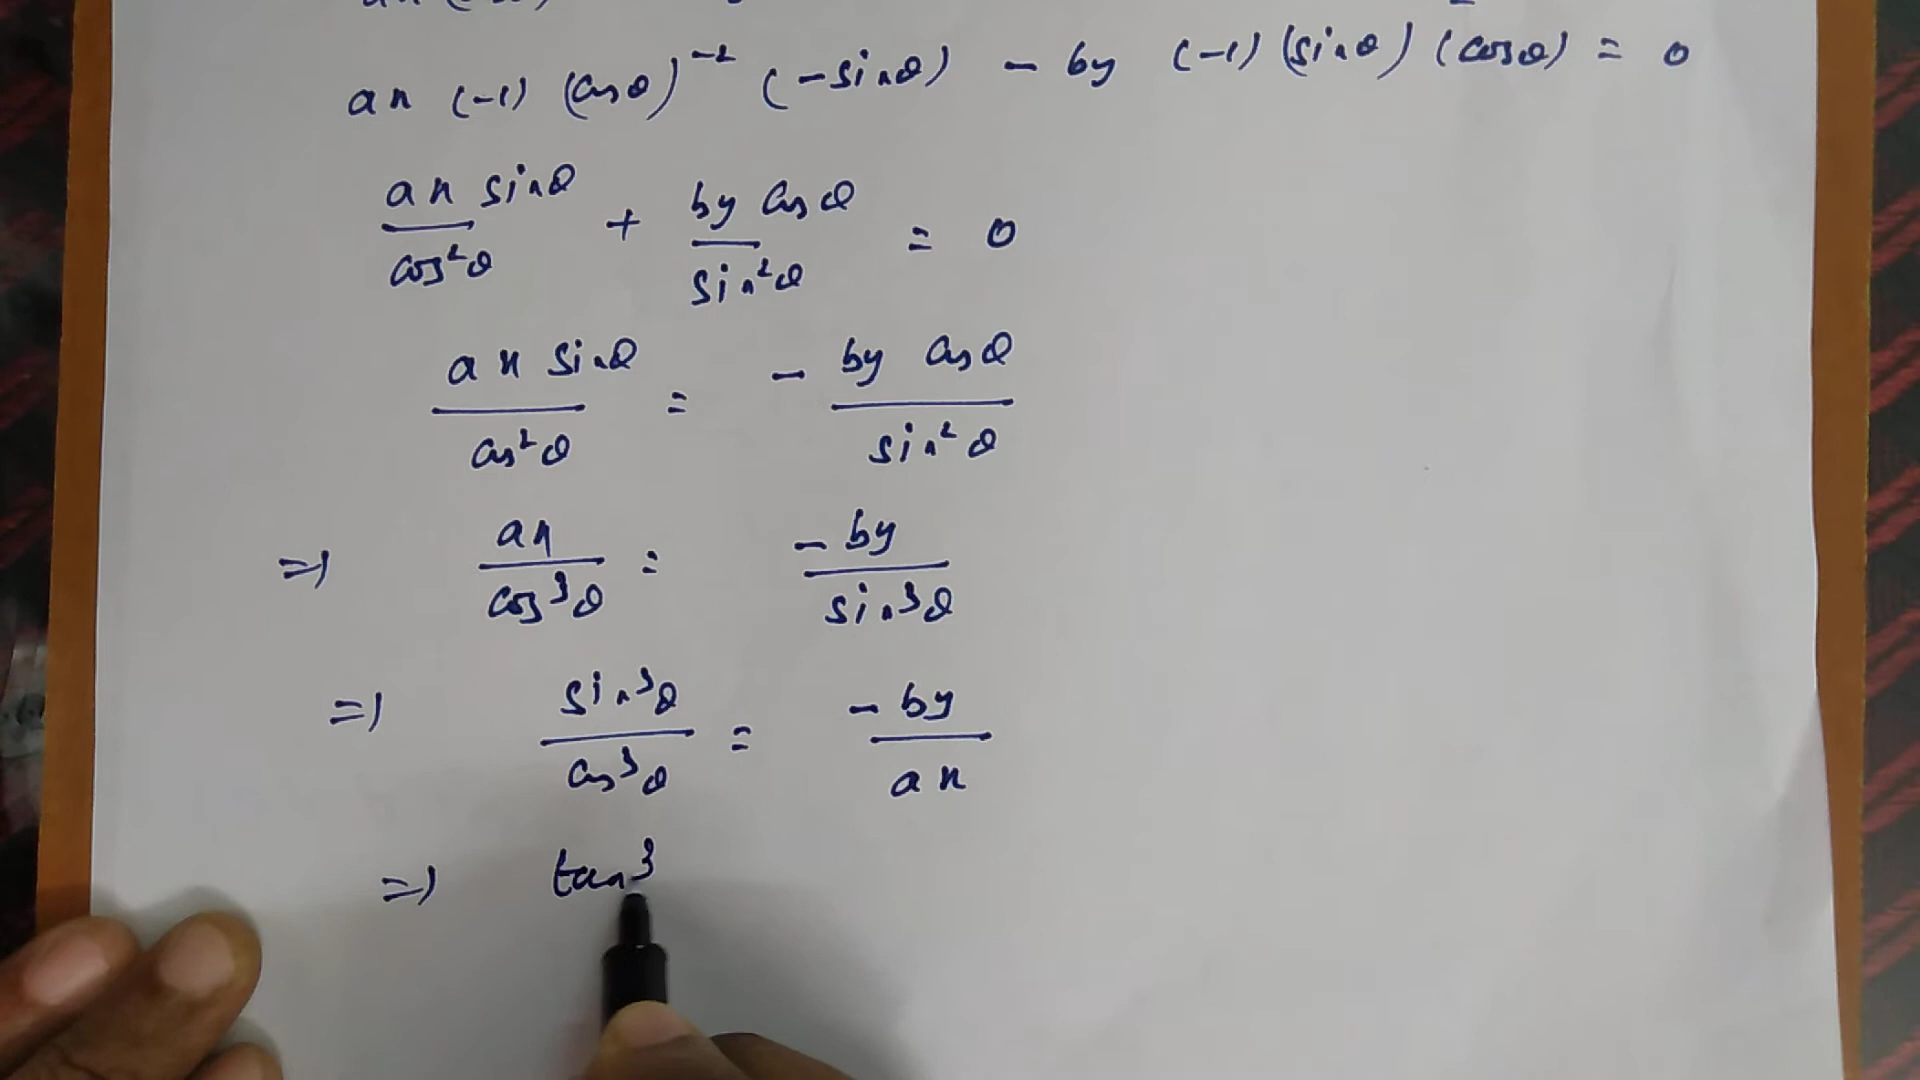 ax (-1) (cosθ)^-2 (-sinθ) - by (-1) (sinθ) (cosθ) = 0
ax sinθ / cos²θ + by cosθ / sin²θ = 0
ax sinθ / cos²θ = - by cosθ / sin²θ
⇒ ax / cos³θ = -by / sin³θ
⇒ sin³θ / cos³θ = -by / ax
⇒ tan³